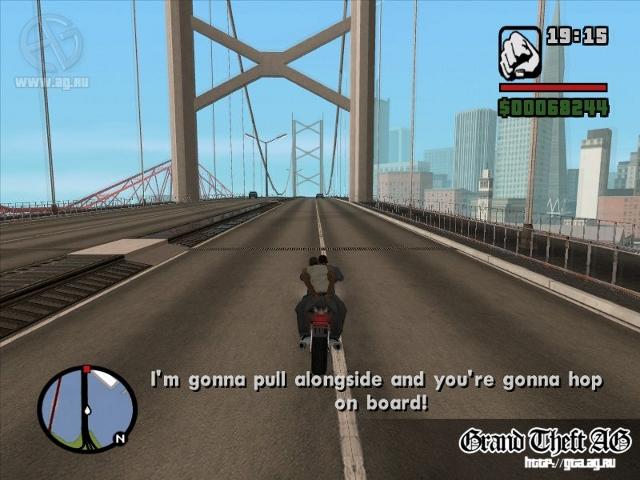 AG
www.ag.ru
19:15
$00068244
I'm gonna pull alongside and you're gonna hop
on board!
N
Grand Theft AG
http://gta.ag.ru